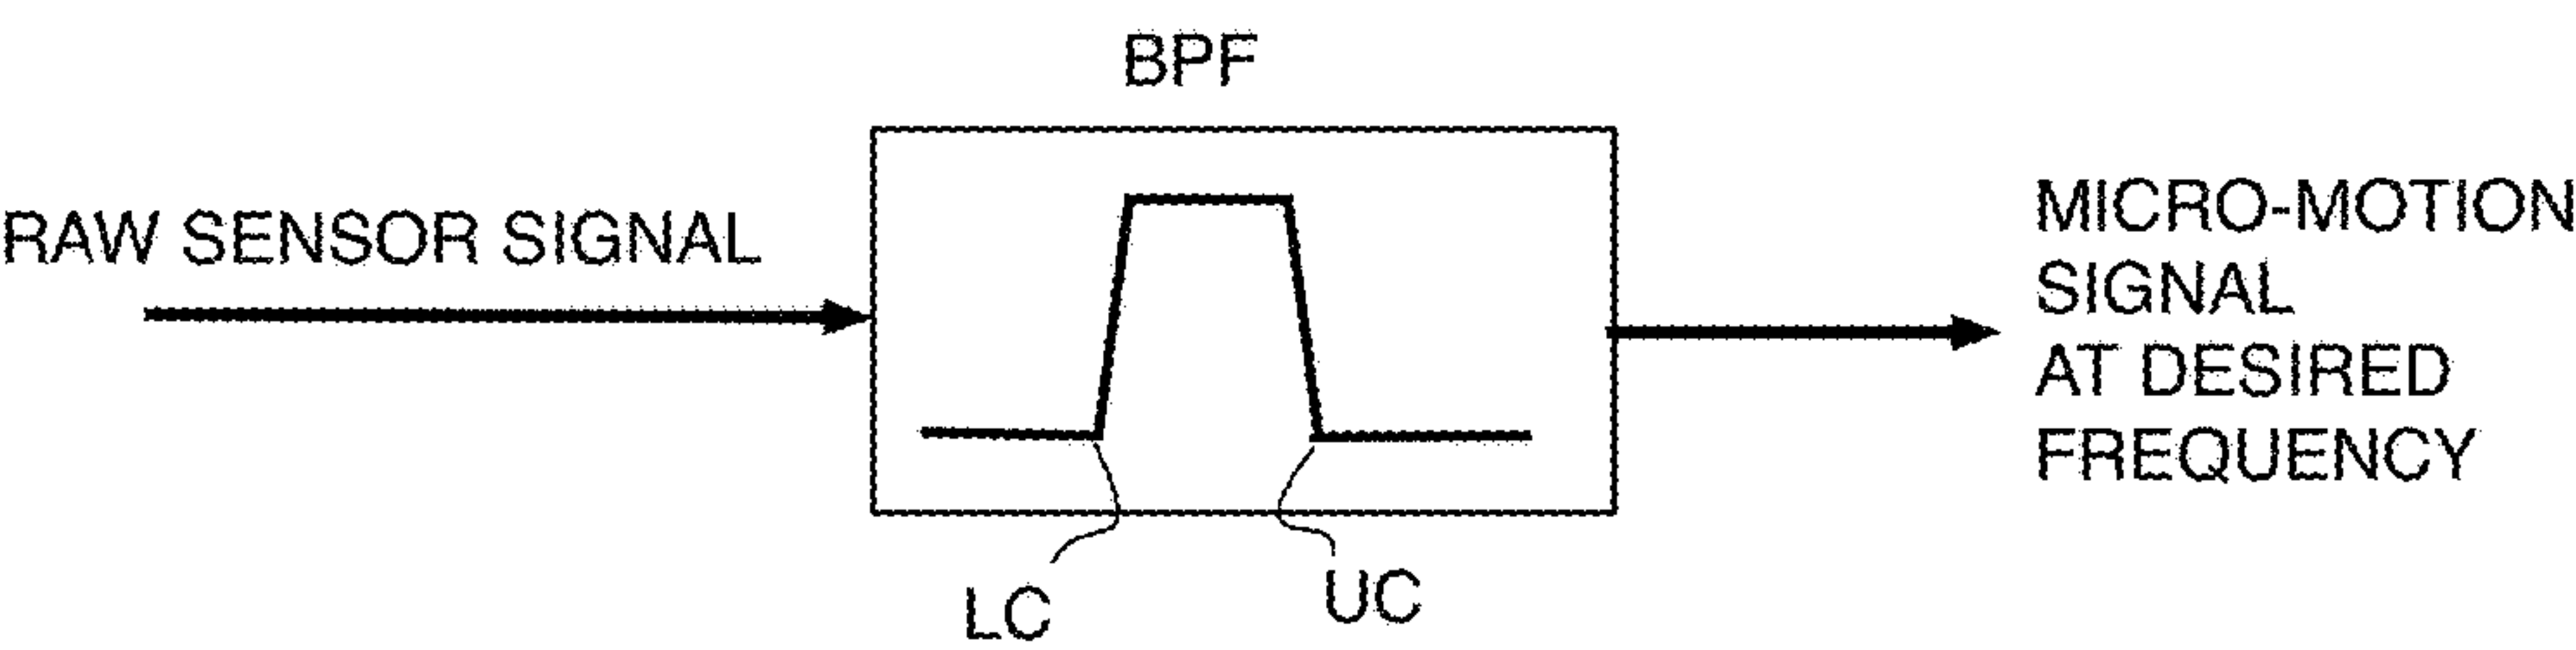 BPF
RAW SENSOR SIGNAL
MICRO-MOTION
SIGNAL
AT DESIRED
FREQUENCY
LC
UC